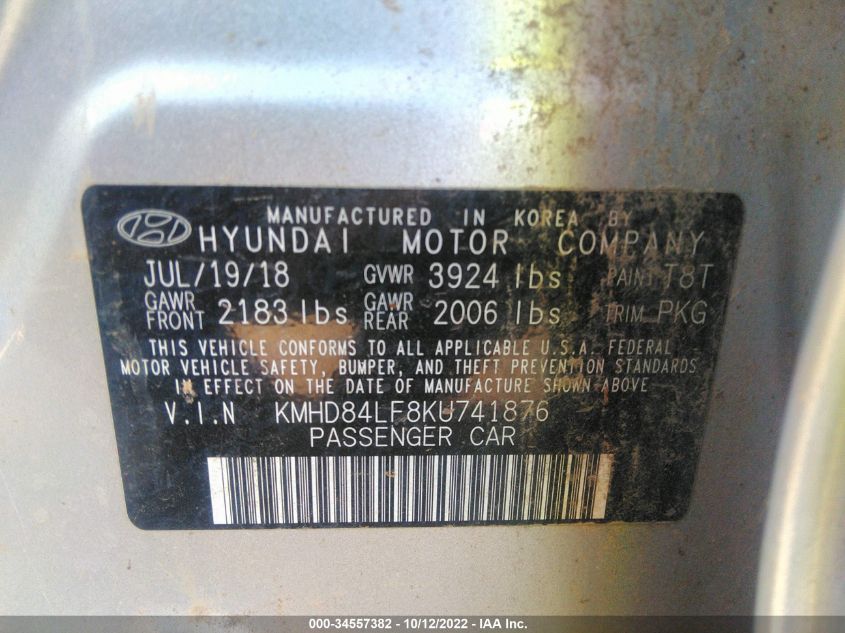 MANUFACTURED IN KOREA BY
HYUNDAI MOTOR COMPANY
JUL/19/18 GVWR 3924 lbs PAINT T8T
GAWR FRONT 2183 lbs GAWR REAR 2006 lbs TRIM PKG
THIS VEHICLE CONFORMS TO ALL APPLICABLE U.S.A. FEDERAL
MOTOR VEHICLE SAFETY, BUMPER, AND THEFT PREVENTION STANDARDS
IN EFFECT ON THE DATE OF MANUFACTURE SHOWN ABOVE
V.I.N KMHD84LF8KU741876
PASSENGER CAR
000-34557382 - 10/12/2022 - IAA Inc.